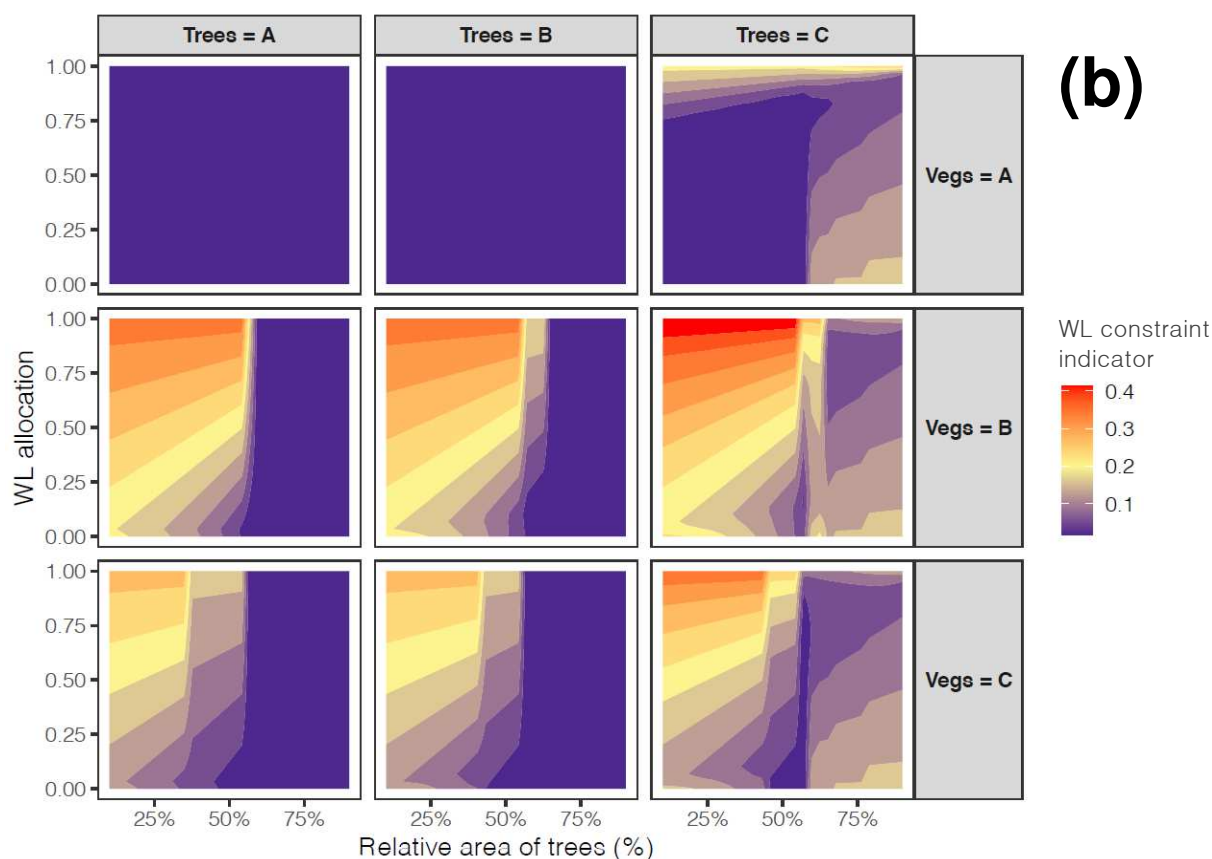 Trees = A
Trees = B
Trees = C
(b)
1.00
0.75
0.50
0.25
0.00
Vegs = A
1.00
0.75
0.50
0.25
0.00
Vegs = B
1.00
0.75
0.50
0.25
0.00
Vegs = C
WL allocation
25% 50% 75%
25% 50% 75%
25% 50% 75%
Relative area of trees (%)
WL constraint
indicator
0.4
0.3
0.2
0.1